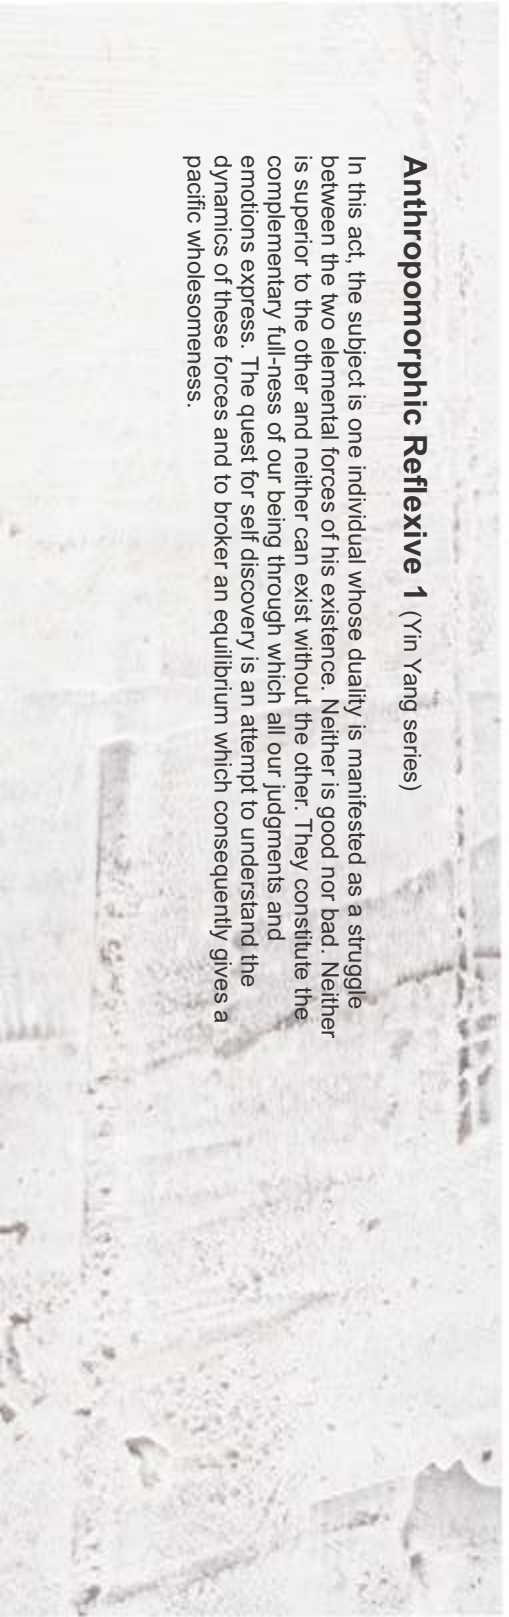 Anthropomorphic Reflexive 1 (Yin Yang series)
In this act, the subject is one individual whose duality is manifested as a struggle
between the two elemental forces of his existence. Neither is good nor bad. Neither
is superior to the other and neither can exist without the other. They constitute the
complementary full-ness of our being through which all our judgments and
emotions express. The quest for self discovery is an attempt to understand the
dynamics of these forces and to broker an equilibrium which consequently gives a
pacific wholesomeness.